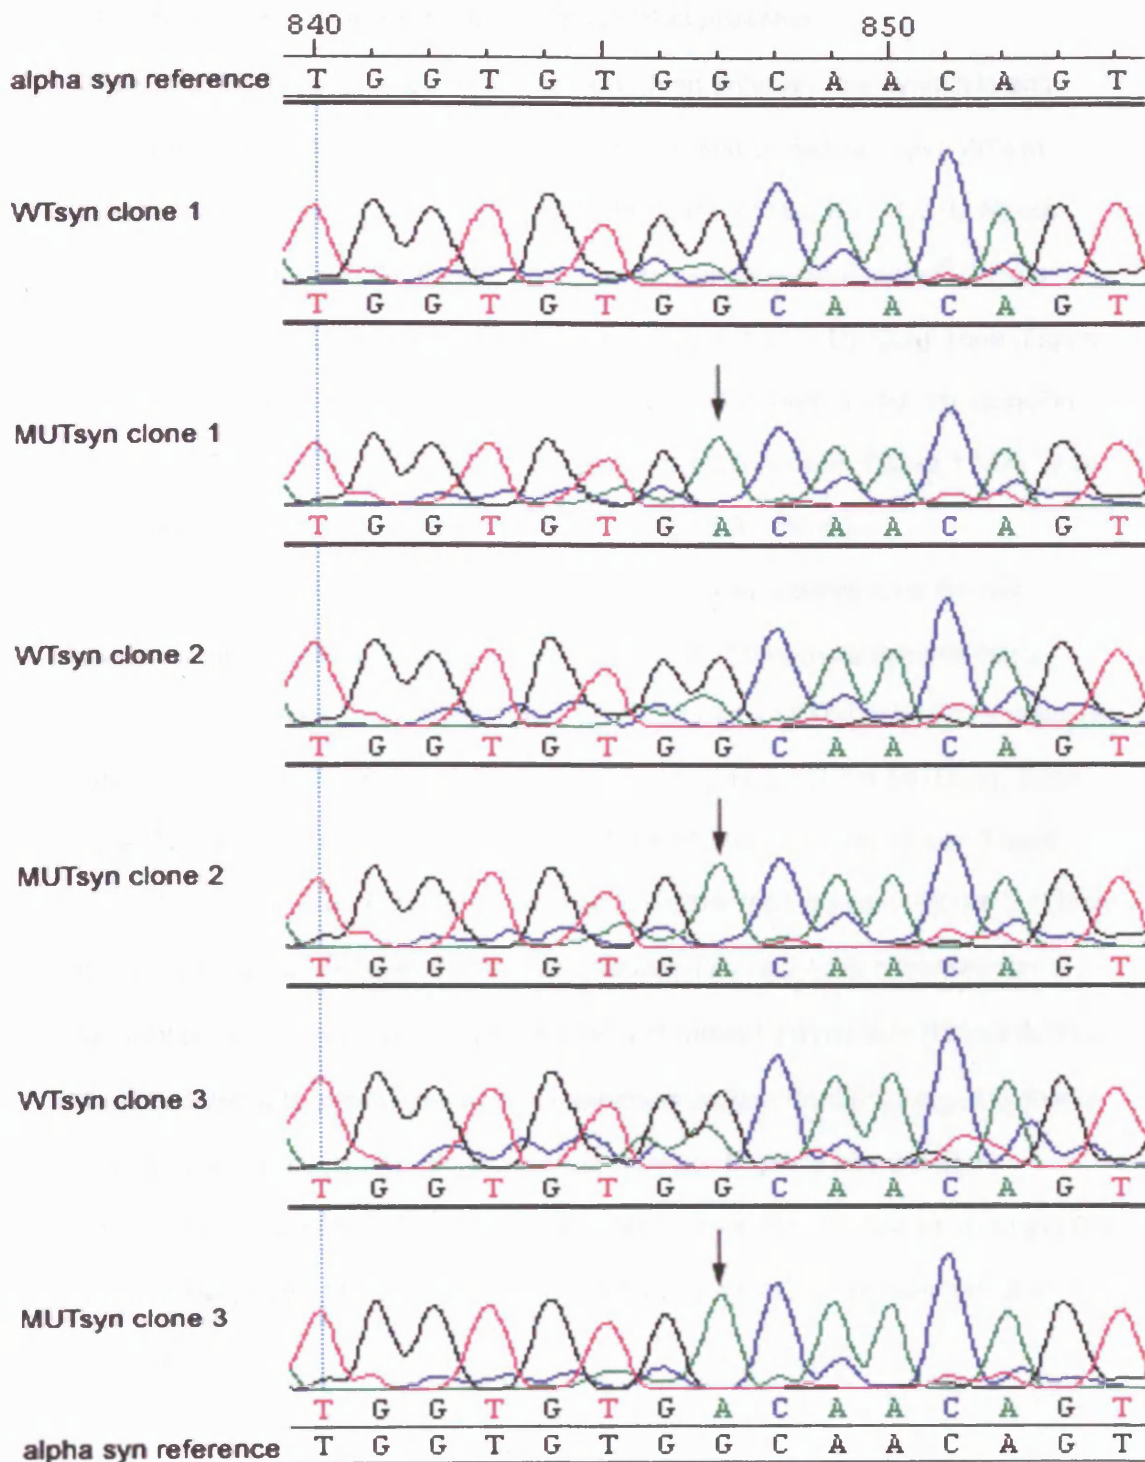 840 850
alpha syn reference T G G T G T G G C A A C A G T
WTsyn clone 1
T G G T G T G G C A A C A G T
MUTsyn clone 1
T G G T G T G A C A A C A G T
WTsyn clone 2
T G G T G T G G C A A C A G T
MUTsyn clone 2
T G G T G T G A C A A C A G T
WTsyn clone 3
T G G T G T G G C A A C A G T
MUTsyn clone 3
T G G T G T G A C A A C A G T
alpha syn reference T G G T G T G G C A A C A G T